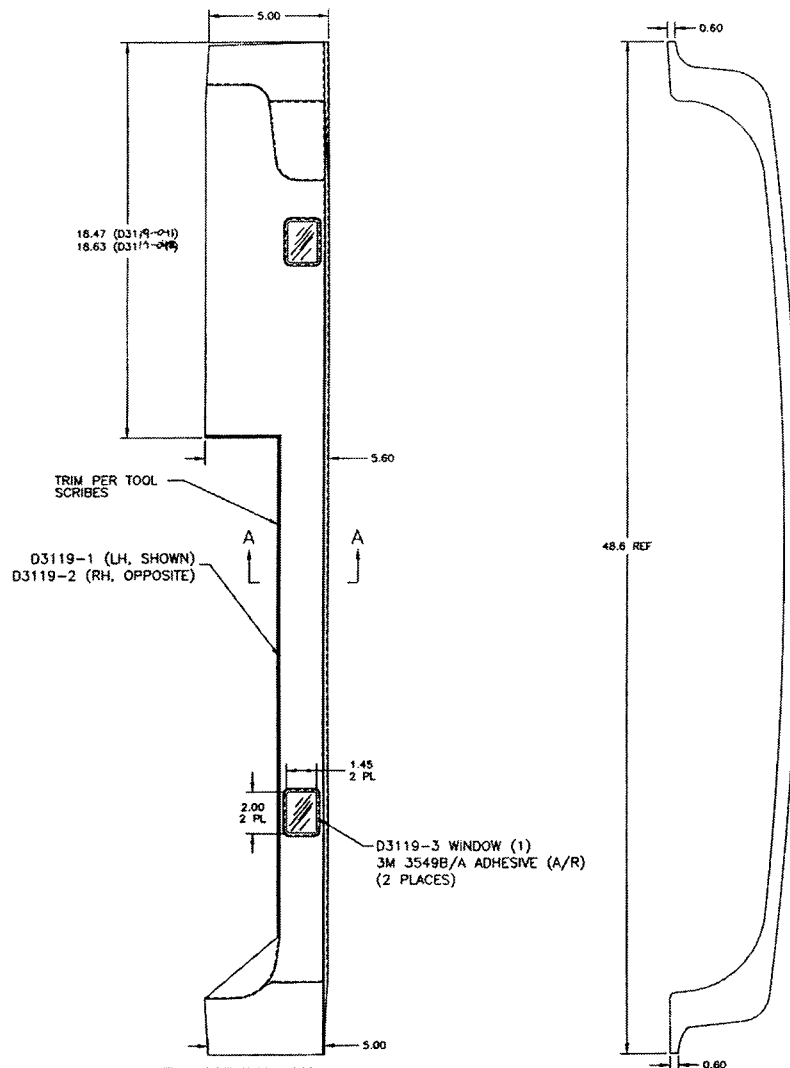 5.00
0.60
18.47 (D3119-041)
18.63
5.60
TRIM PER TOOL
SCRIBES
A
A
D3119-1 (LH, SHOWN)
D3119-2 (RH, OPPOSITE)
48.6 REF
1.45
2 PL
2.00
2 PL
D3119-3 WINDOW (1)
3M 3549B/A ADHESIVE (A/R)
(2 PLACES)
5.00
0.60